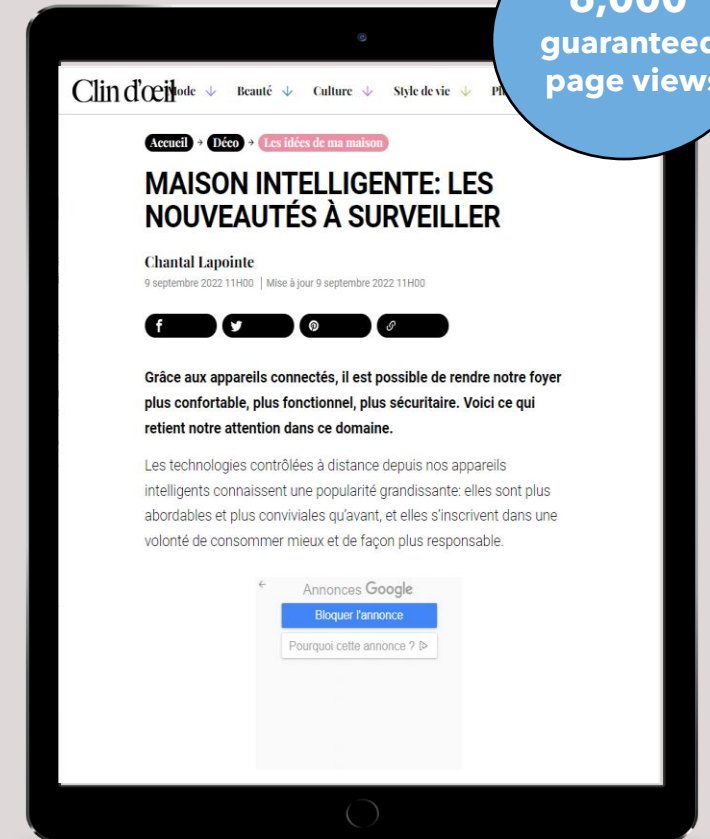 6,000
guaranteed
page views
Clin d'œil
Mode Beauté Culture Style de vie
Accueil Déco Les idées de ma maison
MAISON INTELLIGENTE: LES
NOUVEAUTÉS À SURVEILLER
Chantal Lapointe
9 septembre 2022 11H00 | Mise à jour 9 septembre 2022 11H00
Grâce aux appareils connectés, il est possible de rendre notre foyer
plus confortable, plus fonctionnel, plus sécuritaire. Voici ce qui
retient notre attention dans ce domaine.
Les technologies contrôlées à distance depuis nos appareils
intelligents connaissent une popularité grandissante: elles sont plus
abordables et plus conviviales qu'avant, et elles s'inscrivent dans une
volonté de consommer mieux et de façon plus responsable.
Annonces Google
Bloquer l'annonce
Pourquoi cette annonce ?